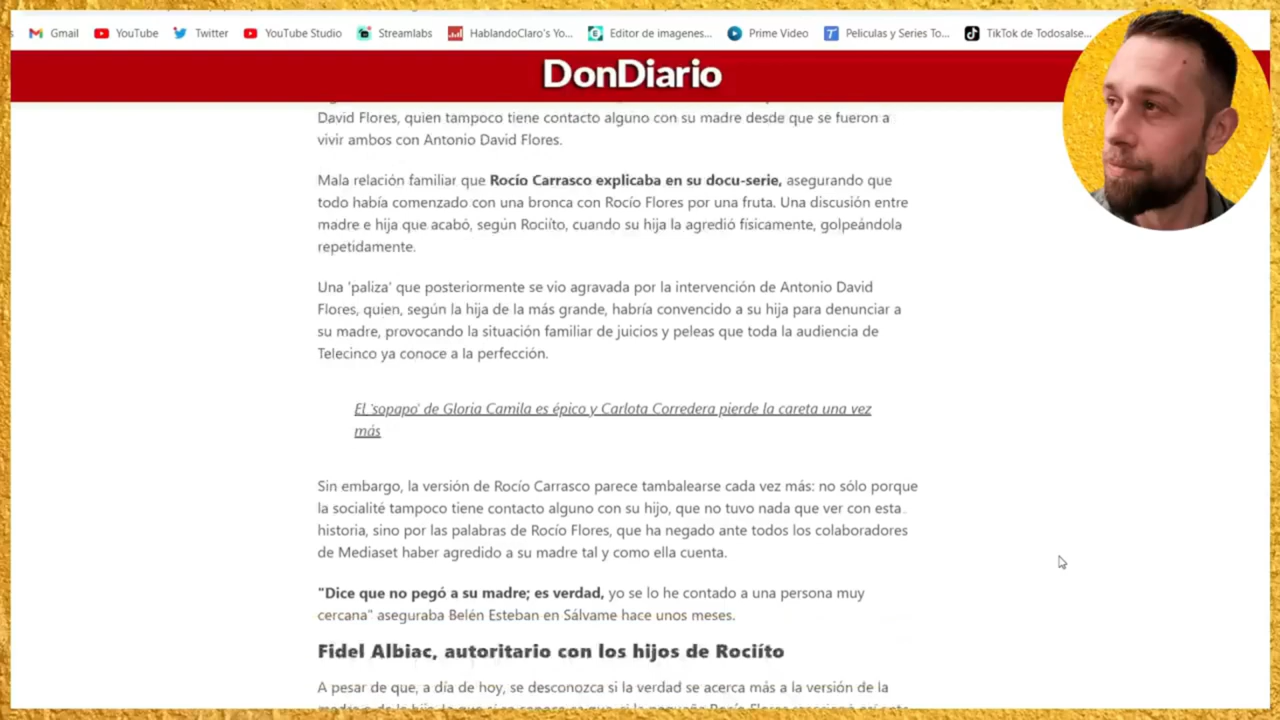 s Gmail YouTube Twitter YouTube Studio Streamlabs HablandoClaro's Yo... Editor de imagenes... Prime Video Peliculas y Series To... TikTok de Todosalse...
DonDiario
David Flores, quien tampoco tiene contacto alguno con su madre desde que se fueron a
vivir ambos con Antonio David Flores.
Mala relación familiar que Rocío Carrasco explicaba en su docu-serie, asegurando que
todo había comenzado con una bronca con Rocío Flores por una fruta. Una discusión entre
madre e hija que acabó, según Rociíto, cuando su hija la agredió físicamente, golpeándola
repetidamente.
Una 'paliza' que posteriormente se vio agravada por la intervención de Antonio David
Flores, quien, según la hija de la más grande, habría convencido a su hija para denunciar a
su madre, provocando la situación familiar de juicios y peleas que toda la audiencia de
Telecinco ya conoce a la perfección.
El 'sopapo' de Gloria Camila es épico y Carlota Corredera pierde la careta una vez
más
Sin embargo, la versión de Rocío Carrasco parece tambalearse cada vez más: no sólo porque
la socialité tampoco tiene contacto alguno con su hijo, que no tuvo nada que ver con esta
historia, sino por las palabras de Rocío Flores, que ha negado ante todos los colaboradores
de Mediaset haber agredido a su madre tal y como ella cuenta.
"Dice que no pegó a su madre; es verdad, yo se lo he contado a una persona muy
cercana" aseguraba Belén Esteban en Sálvame hace unos meses.
Fidel Albiac, autoritario con los hijos de Rociíto
A pesar de que, a día de hoy, se desconozca si la verdad se acerca más a la versión de la